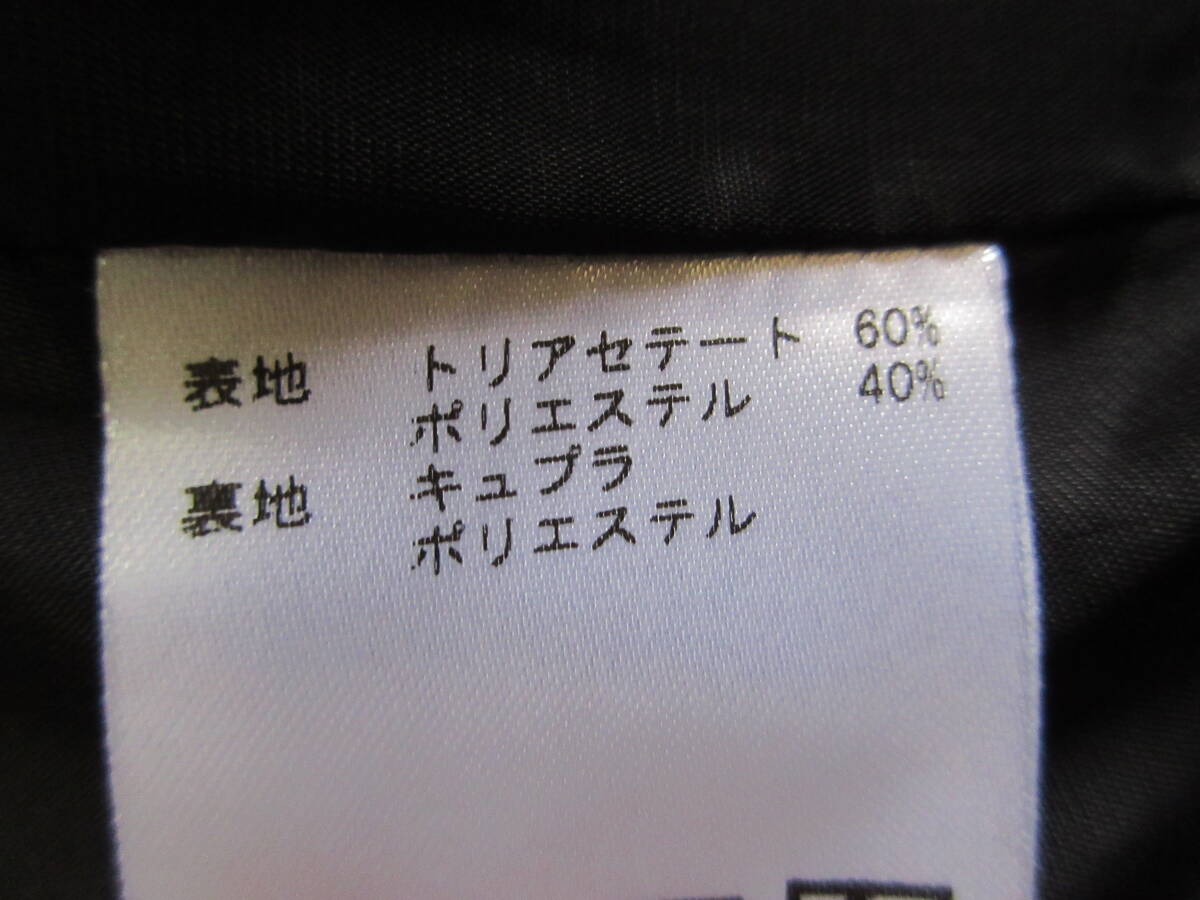 表地 トリアセテート 60%
ポリエステル 40%
裏地 キュプラ
ポリエステル